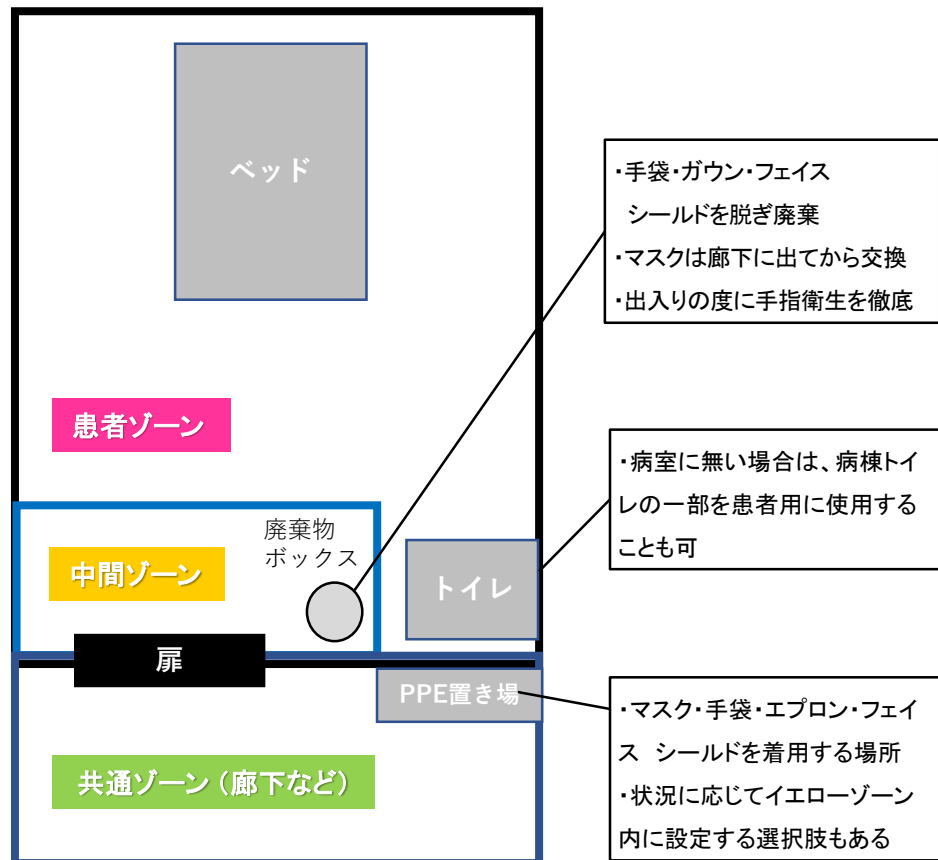 ベッド
・手袋・ガウン・フェイス
シールドを脱ぎ廃棄
・マスクは廊下に出てから交換
・出入りの度に手指衛生を徹底
患者ゾーン
・病室に無い場合は、病棟トイ
レの一部を患者用に使用する
ことも可
廃棄物
ボックス
中間ゾーン
トイレ
扉
PPE置き場
・マスク・手袋・エプロン・フェイ
ス シールドを着用する場所
・状況に応じてイエローゾーン
内に設定する選択肢もある
共通ゾーン（廊下など）